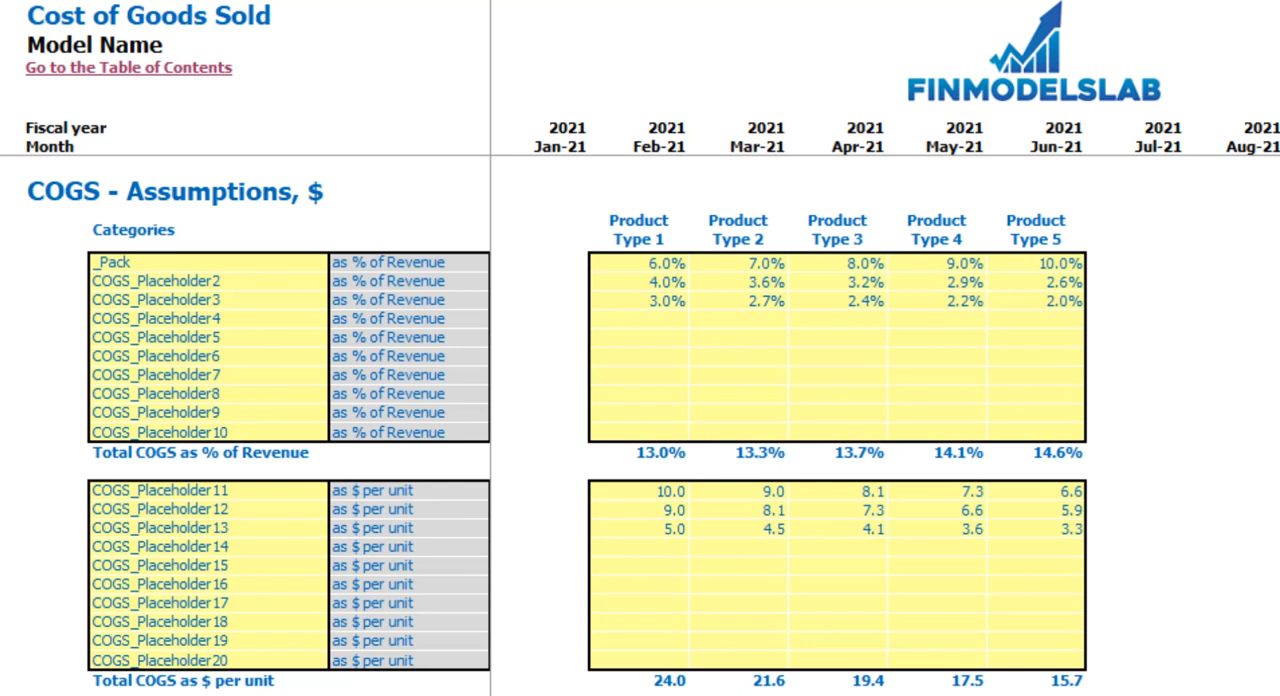 Cost of Goods Sold
Model Name
Go to the Table of Contents
FINMODELSLAB
Fiscal year 2021 2021 2021 2021 2021 2021 2021 2021
Month Jan-21 Feb-21 Mar-21 Apr-21 May-21 Jun-21 Jul-21 Aug-21
COGS - Assumptions, $
Categories
Product Type 1 Product Type 2 Product Type 3 Product Type 4 Product Type 5
_Pack as % of Revenue 6.0% 7.0% 8.0% 9.0% 10.0%
COGS_Placeholder2 as % of Revenue 4.0% 3.6% 3.2% 2.9% 2.6%
COGS_Placeholder3 as % of Revenue 3.0% 2.7% 2.4% 2.2% 2.0%
COGS_Placeholder4 as % of Revenue
COGS_Placeholder5 as % of Revenue
COGS_Placeholder6 as % of Revenue
COGS_Placeholder7 as % of Revenue
COGS_Placeholder8 as % of Revenue
COGS_Placeholder9 as % of Revenue
COGS_Placeholder10 as % of Revenue
Total COGS as % of Revenue 13.0% 13.3% 13.7% 14.1% 14.6%
COGS_Placeholder11 as $ per unit 10.0 9.0 8.1 7.3 6.6
COGS_Placeholder12 as $ per unit 9.0 8.1 7.3 6.6 5.9
COGS_Placeholder13 as $ per unit 5.0 4.5 4.1 3.6 3.3
COGS_Placeholder14 as $ per unit
COGS_Placeholder15 as $ per unit
COGS_Placeholder16 as $ per unit
COGS_Placeholder17 as $ per unit
COGS_Placeholder18 as $ per unit
COGS_Placeholder19 as $ per unit
COGS_Placeholder20 as $ per unit
Total COGS as $ per unit 24.0 21.6 19.4 17.5 15.7